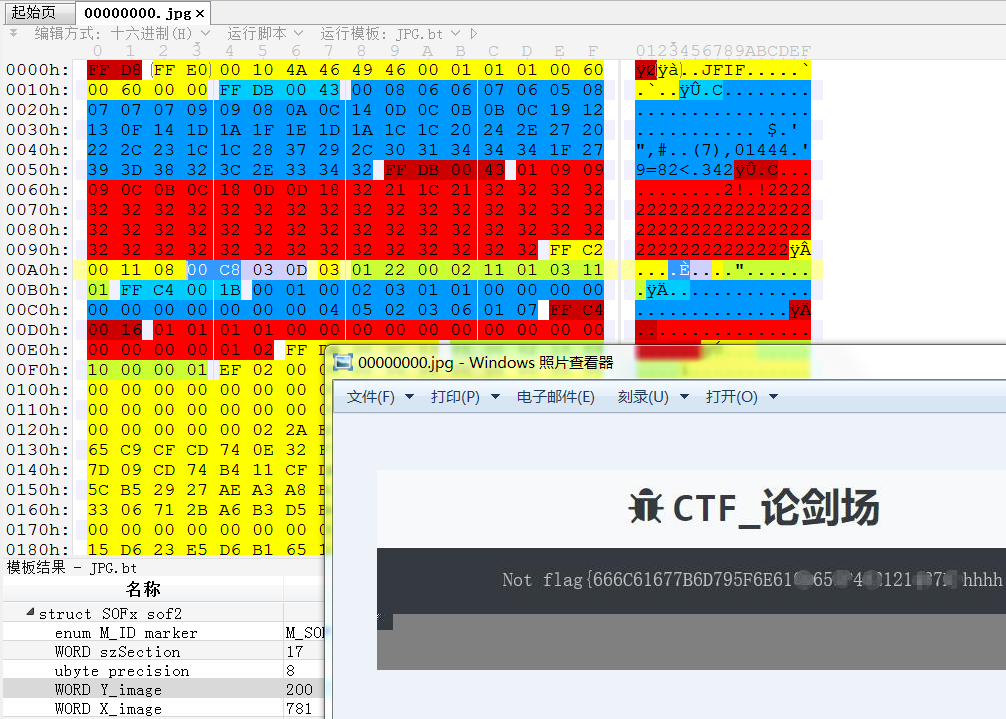 起始页 00000000.jpg ×
编辑方式: 十六进制(H) 运行脚本 运行模板: JPG.bt
0 1 2 3 4 5 6 7 8 9 A B C D E F 0123456789ABCDEF
0000h: FF D8 FF E0 00 10 4A 46 49 46 00 01 01 01 00 60 ÿØÿà..JFIF.....`
0010h: 00 60 00 00 FF DB 00 43 00 08 06 06 07 06 05 08 .`..ÿÛ.C........
0020h: 07 07 07 09 09 08 0A 0C 14 0D 0C 0B 0B 0C 19 12 ................
0030h: 13 0F 14 1D 1A 1F 1E 1D 1A 1C 1C 20 24 2E 27 20 ........... $.'
0040h: 22 2C 23 1C 1C 28 37 29 2C 30 31 34 34 34 1F 27 ",#..(7),01444.'
0050h: 39 3D 38 32 3C 2E 33 34 32 FF DB 00 43 01 09 09 9=82<.342ÿÛ.C...
0060h: 09 0C 0B 0C 18 0D 0D 18 32 21 1C 21 32 32 32 32 ........2!.!2222
0070h: 32 32 32 32 32 32 32 32 32 32 32 32 32 32 32 32 2222222222222222
0080h: 32 32 32 32 32 32 32 32 32 32 32 32 32 32 32 32 2222222222222222
0090h: 32 32 32 32 32 32 32 32 32 32 32 32 32 32 FF C2 22222222222222ÿÂ
00A0h: 00 11 08 00 C8 03 0D 03 01 22 00 02 11 01 03 11 ....È...."......
00B0h: 01 FF C4 00 1B 00 01 00 02 03 01 01 00 00 00 00 .ÿÄ.............
00C0h: 00 00 00 00 00 00 00 04 05 02 03 06 01 07 FF C4 ..............ÿÄ
00D0h: 00 16 01 01 01 01 00 00 00 00 00 00 00 00 00 00 ................
00E0h: 00 00 00 00 01 02 FF
00F0h: 10 00 00 01 EF 02 00 00
0100h: 00 00 00 00 00 00 00
0110h: 00 00 00 00 00 00 00
0120h: 00 00 00 00 00 02 2A
0130h: 65 C9 CF CD 74 0E 32
0140h: 7D 09 CD 74 B4 11 CF
0150h: 5C B5 29 27 AE A3 A8
0160h: 33 06 71 2B A6 B3 D5
0170h: 00 00 00 00 00 00 00
0180h: 15 D6 23 E5 D6 B1 65
00000000.jpg - Windows 照片查看器
文件(F) 打印(P) 电子邮件(E) 刻录(U) 打开(O)
CTF_论剑场
Not flag{666C61677B6D795F6E61 hhhh
模板结果 - JPG.bt
名称
struct SOFx sof2
enum M_ID marker M_SO
WORD szSection 17
ubyte precision 8
WORD Y_image 200
WORD X_image 781